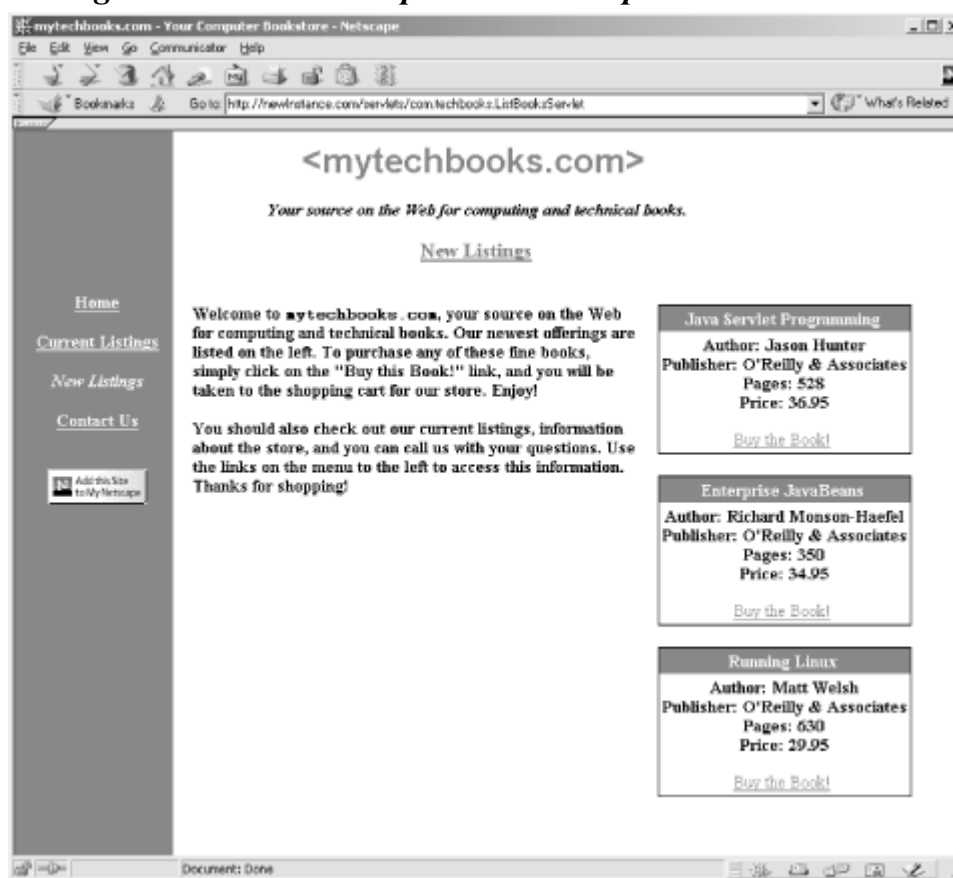 mytechbooks.com - Your Computer Bookstore - Netscape
File Edit View Go Communicator Help
Bookmarks Go to: http://newInstance.com/servlets/com.techbooks.ListBooksServlet What's Related
<mytechbooks.com>
Your source on the Web for computing and technical books.
New Listings
Home
Current Listings
New Listings
Contact Us
Add this Site
to My Netscape
Welcome to mytechbooks.com, your source on the Web
for computing and technical books. Our newest offerings are
listed on the left. To purchase any of these fine books,
simply click on the "Buy this Book!" link, and you will be
taken to the shopping cart for our store. Enjoy!
You should also check out our current listings, information
about the store, and you can call us with your questions. Use
the links on the menu to the left to access this information.
Thanks for shopping!
Java Servlet Programming
Author: Jason Hunter
Publisher: O'Reilly & Associates
Pages: 528
Price: 36.95
Buy the Book!
Enterprise JavaBeans
Author: Richard Monson-Haefel
Publisher: O'Reilly & Associates
Pages: 350
Price: 34.95
Buy the Book!
Running Linux
Author: Matt Welsh
Publisher: O'Reilly & Associates
Pages: 630
Price: 29.95
Buy the Book!
Document: Done